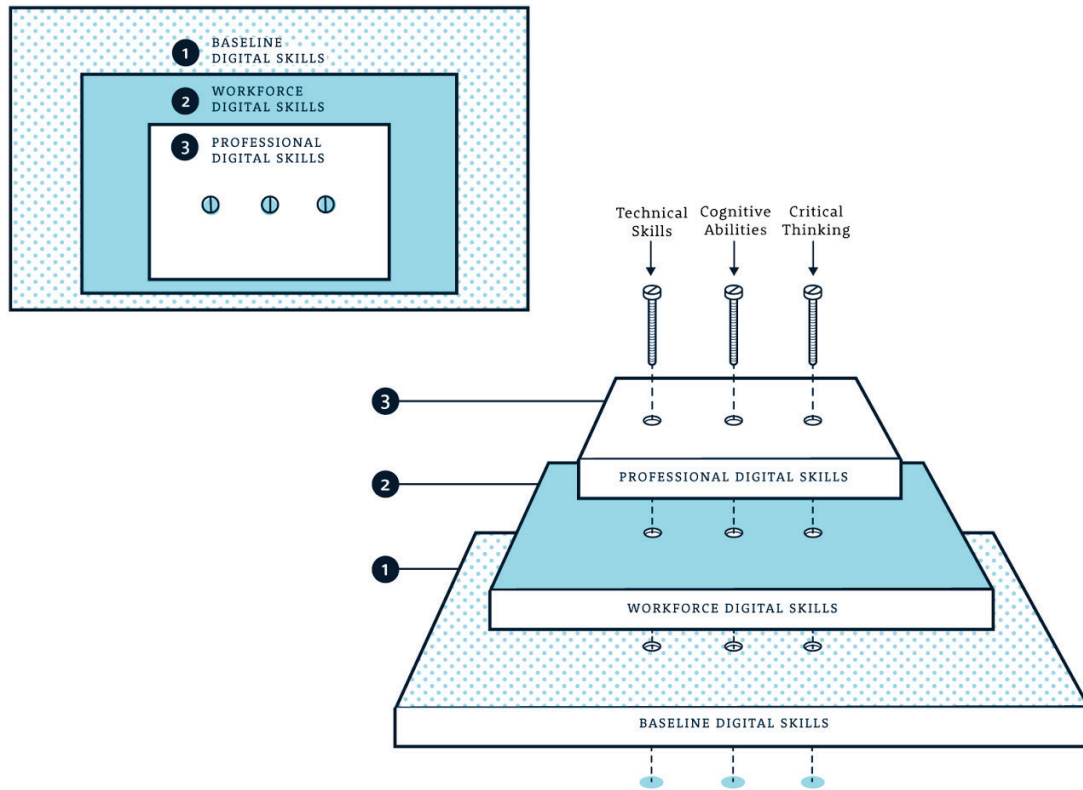 1 BASELINE
DIGITAL SKILLS
2 WORKFORCE
DIGITAL SKILLS
3 PROFESSIONAL
DIGITAL SKILLS
Technical
Skills
Cognitive
Abilities
Critical
Thinking
3
PROFESSIONAL DIGITAL SKILLS
2
WORKFORCE DIGITAL SKILLS
1
BASELINE DIGITAL SKILLS